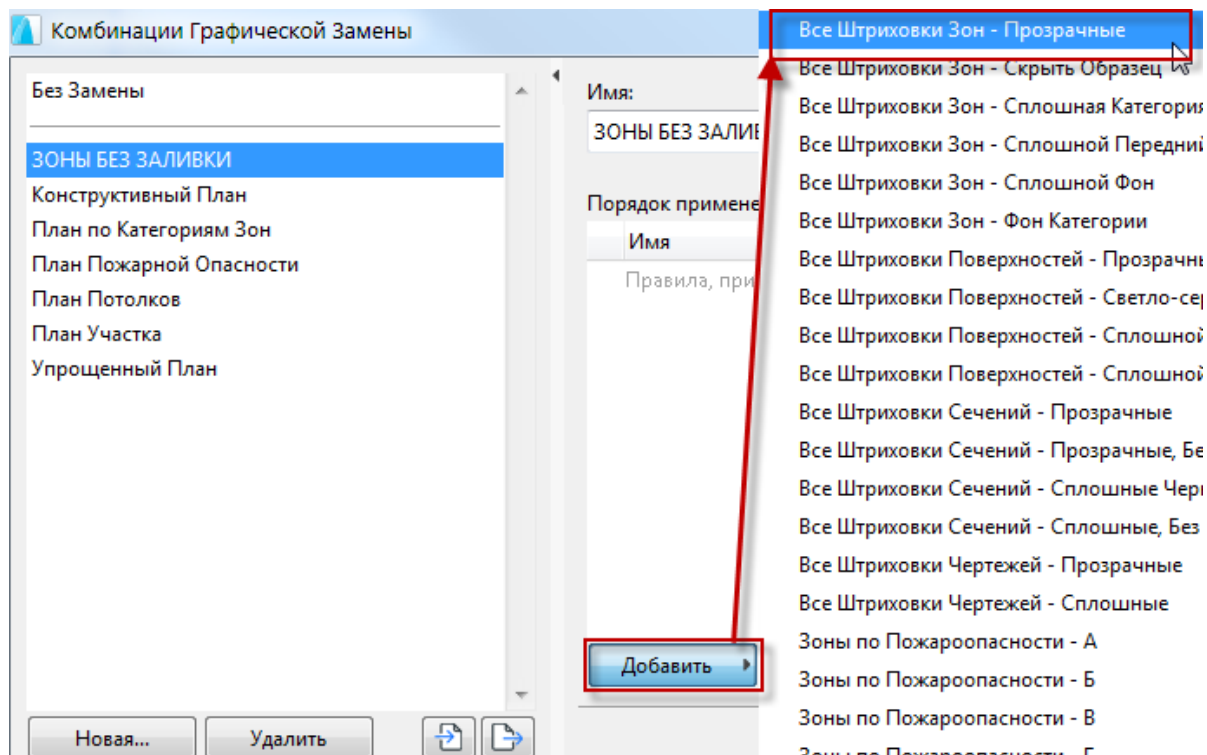 Комбинации Графической Замены
Без Замены
ЗОНЫ БЕЗ ЗАЛИВКИ
Конструктивный План
План по Категориям Зон
План Пожарной Опасности
План Потолков
План Участка
Упрощенный План
Новая...
Удалить
Имя:
ЗОНЫ БЕЗ ЗАЛИВ
Порядок примене
Имя
Правила, при
Добавить
Все Штриховки Зон - Прозрачные
Все Штриховки Зон - Скрыть Образец
Все Штриховки Зон - Сплошная Категория
Все Штриховки Зон - Сплошной Передний
Все Штриховки Зон - Сплошной Фон
Все Штриховки Зон - Фон Категории
Все Штриховки Поверхностей - Прозрачны
Все Штриховки Поверхностей - Светло-сер
Все Штриховки Поверхностей - Сплошной
Все Штриховки Поверхностей - Сплошной
Все Штриховки Сечений - Прозрачные
Все Штриховки Сечений - Прозрачные, Бе
Все Штриховки Сечений - Сплошные Черн
Все Штриховки Сечений - Сплошные, Без
Все Штриховки Чертежей - Прозрачные
Все Штриховки Чертежей - Сплошные
Зоны по Пожароопасности - А
Зоны по Пожароопасности - Б
Зоны по Пожароопасности - В
Зоны по Пожароопасности - Г